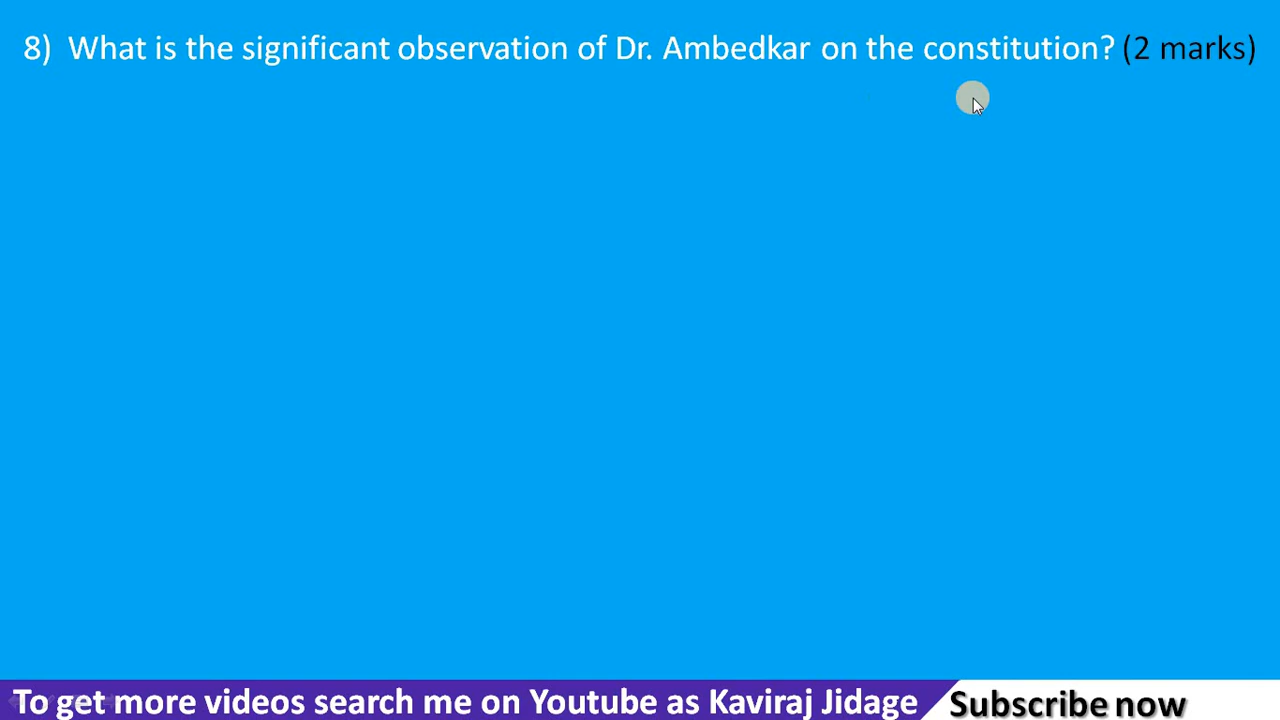 8) What is the significant observation of Dr. Ambedkar on the constitution? (2 marks)
To get more videos search me on Youtube as Kaviraj Jidage
Subscribe now